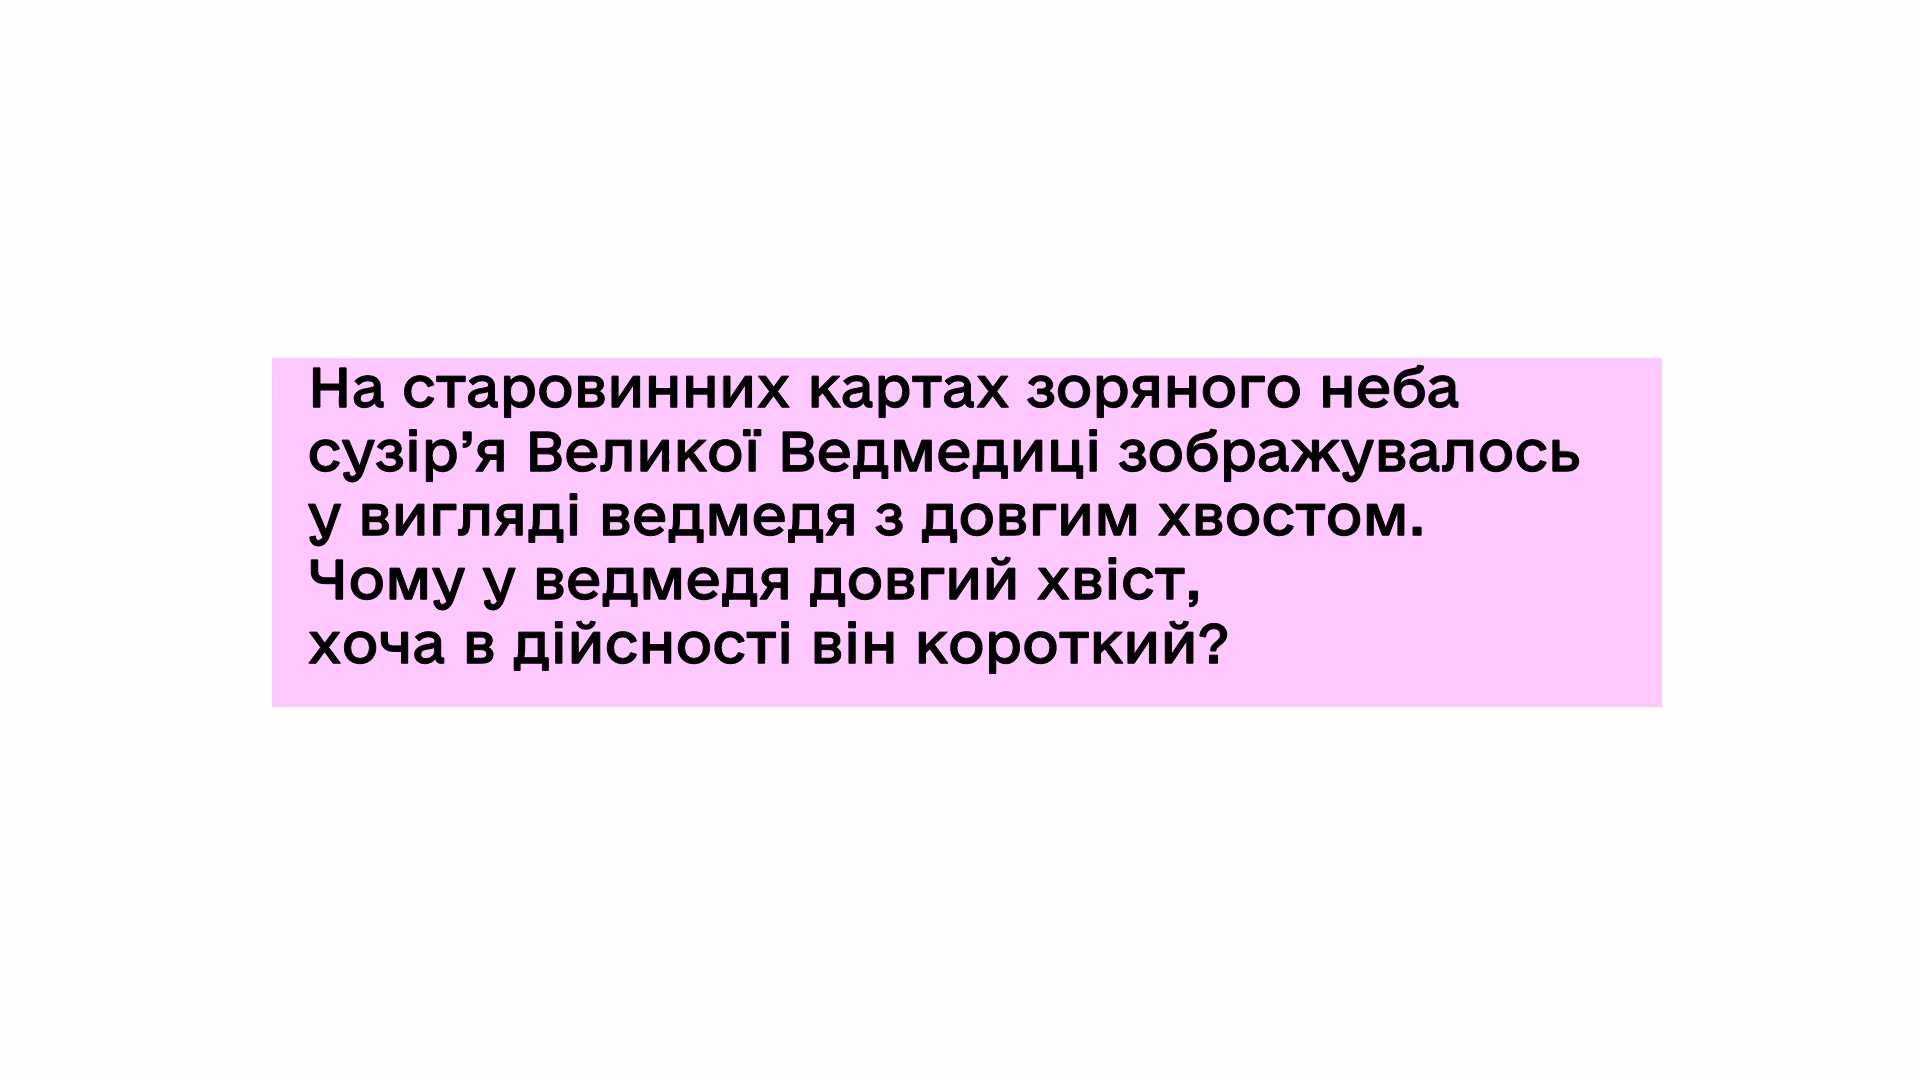 На старовинних картах зоряного неба
сузір’я Великої Ведмедиці зображувалось
у вигляді ведмедя з довгим хвостом.
Чому у ведмедя довгий хвіст,
хоча в дійсності він короткий?